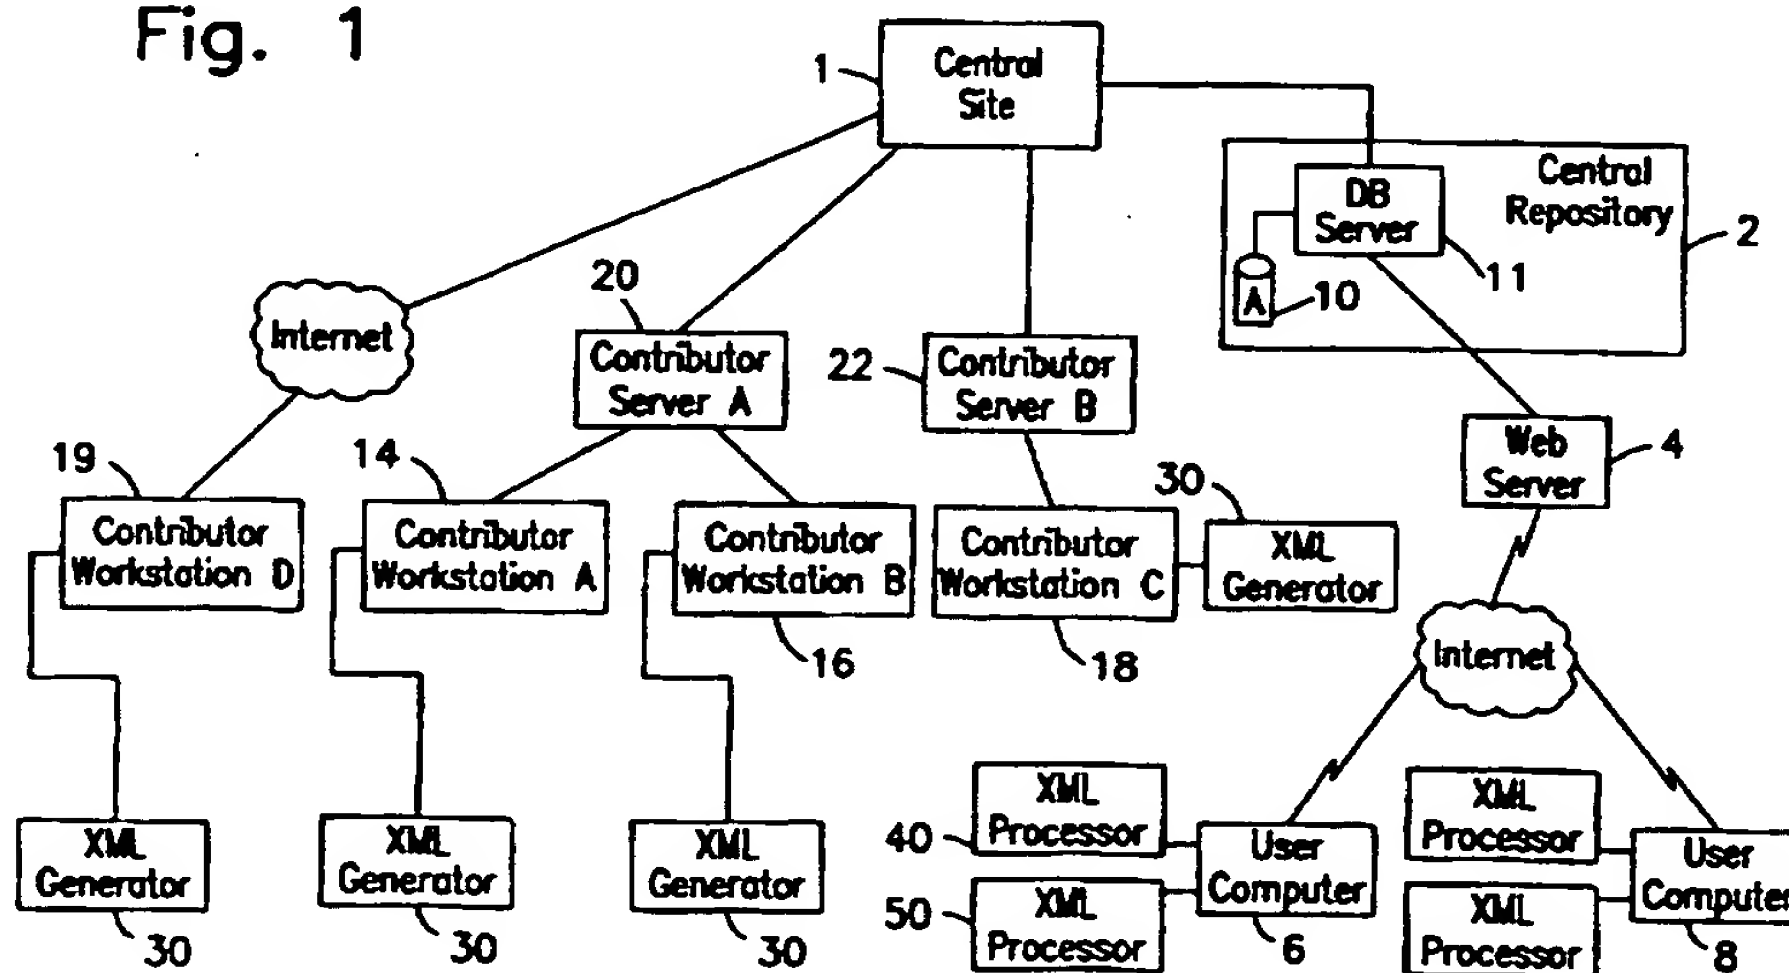 Fig. 1
1
Central
Site
Central
Repository
2
DB
Server
11
A
10
Internet
20
Contributor
Server A
22
Contributor
Server B
Web
Server
4
19
Contributor
Workstation D
14
Contributor
Workstation A
Contributor
Workstation B
16
Contributor
Workstation C
18
30
XML
Generator
Internet
XML
Generator
30
XML
Generator
30
XML
Generator
30
XML
Processor
40
XML
Processor
50
User
Computer
6
XML
Processor
XML
Processor
User
Computer
8